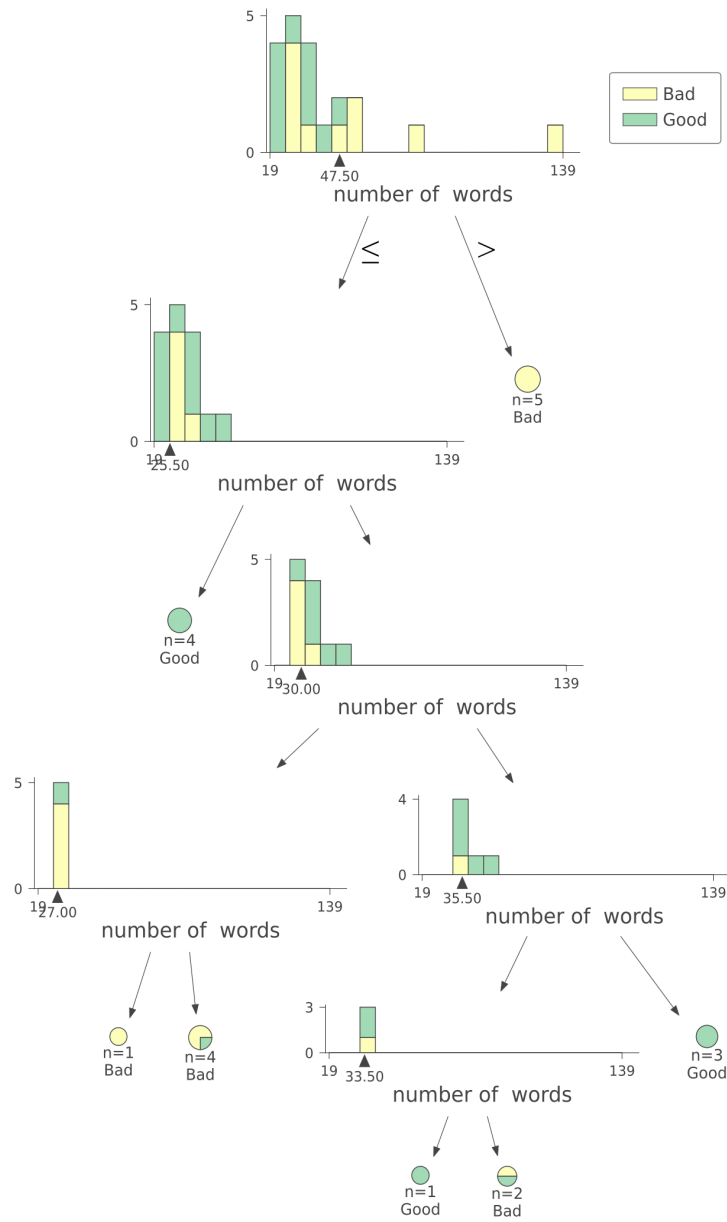 5
0
19
139
47.50
number of  words
Bad
Good
≤
>
5
0
19
139
25.50
number of  words
n=5
Bad
n=4
Good
5
0
19
139
30.00
number of  words
5
0
19
139
27.00
number of  words
4
0
19
139
35.50
number of  words
n=1
Bad
n=4
Bad
3
0
19
139
33.50
number of  words
n=3
Good
n=1
Good
n=2
Bad